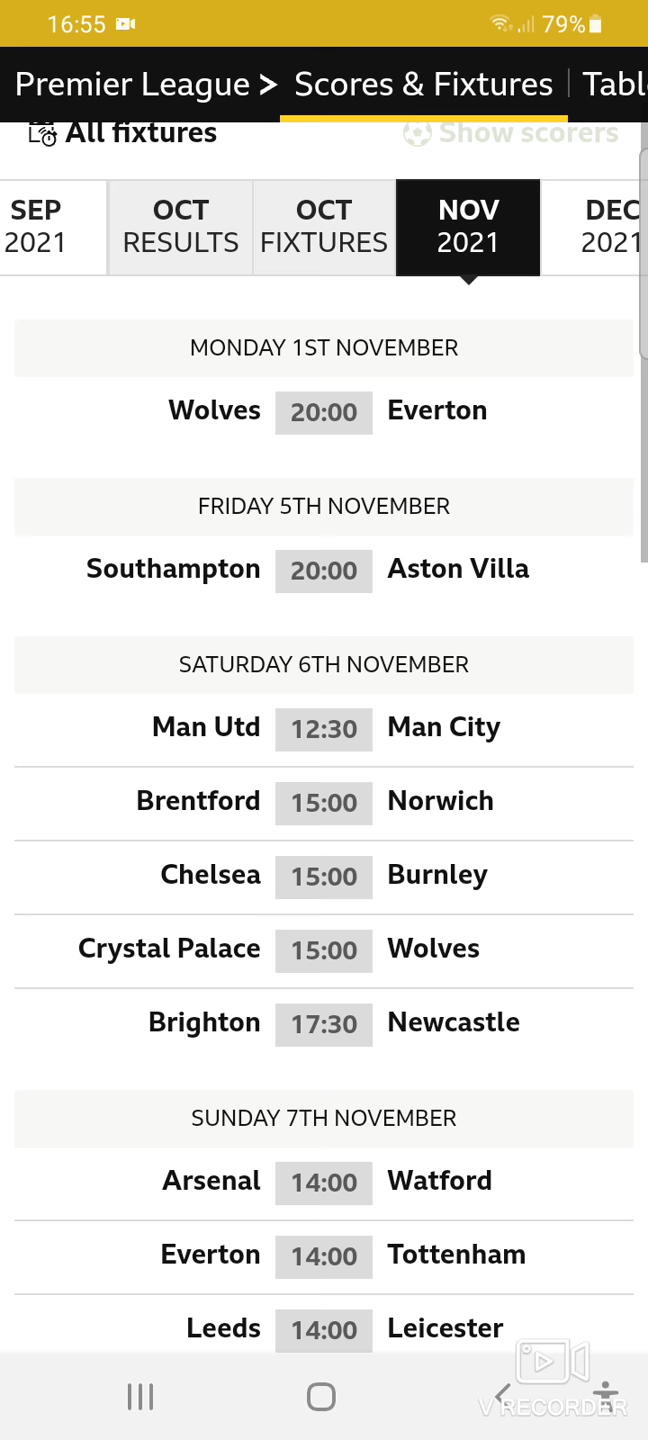 16:55 79%
Premier League > Scores & Fixtures Tabl
All fixtures Show scorers
SEP OCT OCT NOV DEC
2021 RESULTS FIXTURES 2021 2021
MONDAY 1ST NOVEMBER
Wolves 20:00 Everton
FRIDAY 5TH NOVEMBER
Southampton 20:00 Aston Villa
SATURDAY 6TH NOVEMBER
Man Utd 12:30 Man City
Brentford 15:00 Norwich
Chelsea 15:00 Burnley
Crystal Palace 15:00 Wolves
Brighton 17:30 Newcastle
SUNDAY 7TH NOVEMBER
Arsenal 14:00 Watford
Everton 14:00 Tottenham
Leeds 14:00 Leicester
V RECORDER